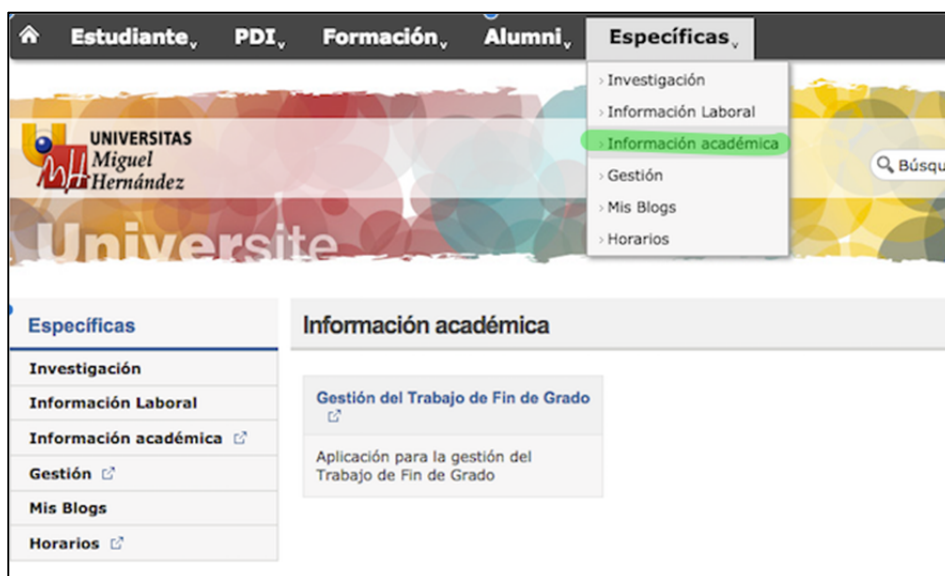 Estudiante PDI Formación Alumni Específicas
› Investigación
› Información Laboral
› Información académica
› Gestión
› Mis Blogs
› Horarios
UNIVERSITAS
Miguel
Hernández
UMH
Universite
Específicas
Investigación
Información Laboral
Información académica
Gestión
Mis Blogs
Horarios
Información académica
Gestión del Trabajo de Fin de Grado
Aplicación para la gestión del
Trabajo de Fin de Grado